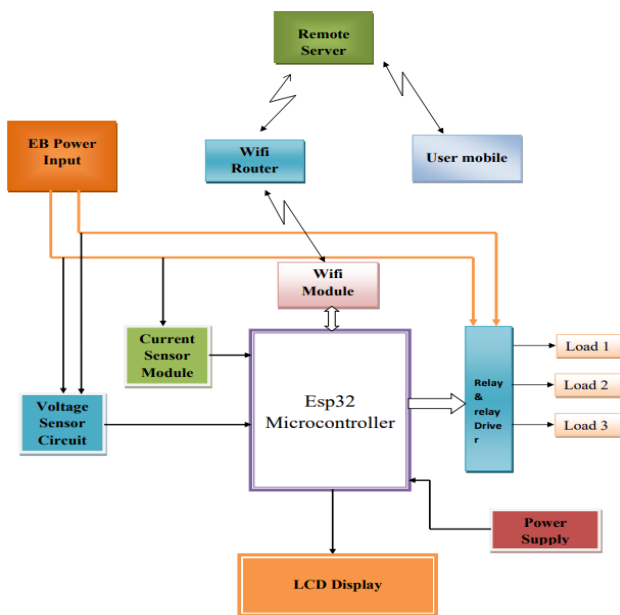 Remote
Server
EB Power
Input
Wifi
Router
User mobile
Wifi
Module
Current
Sensor
Module
Load 1
Relay
& 
relay
Drive
r
Load 2
Esp32
Microcontroller
Voltage
Sensor
Circuit
Load 3
Power
Supply
LCD Display